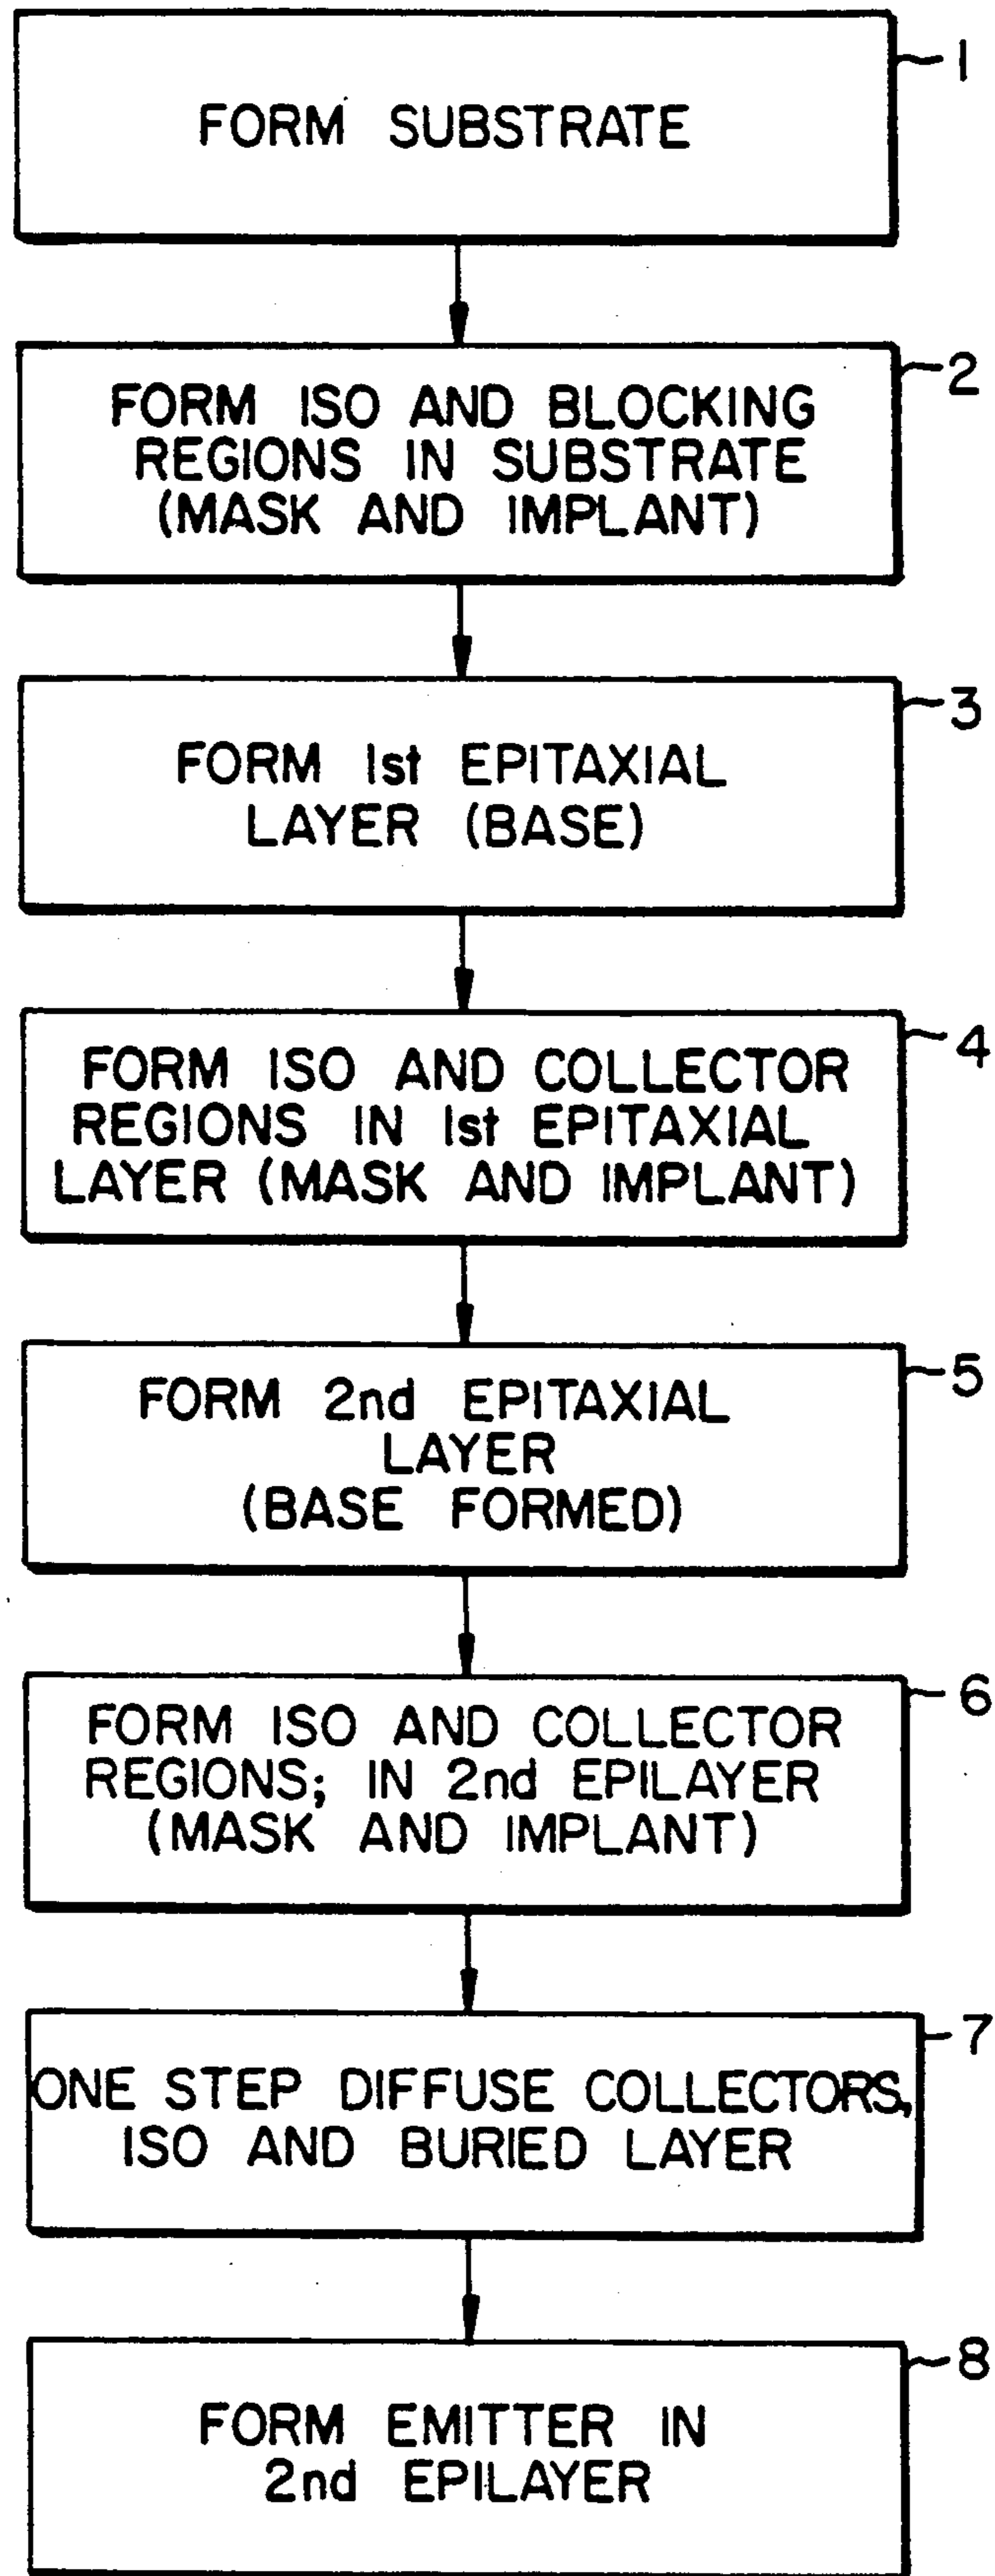 FORM SUBSTRATE
1
FORM ISO AND BLOCKING
REGIONS IN SUBSTRATE
(MASK AND IMPLANT)
2
FORM 1st EPITAXIAL
LAYER (BASE)
3
FORM ISO AND COLLECTOR
REGIONS IN 1st EPITAXIAL
LAYER (MASK AND IMPLANT)
4
FORM 2nd EPITAXIAL
LAYER
(BASE FORMED)
5
FORM ISO AND COLLECTOR
REGIONS; IN 2nd EPILAYER
(MASK AND IMPLANT)
6
ONE STEP DIFFUSE COLLECTORS,
ISO AND BURIED LAYER
7
FORM EMITTER IN
2nd EPILAYER
8